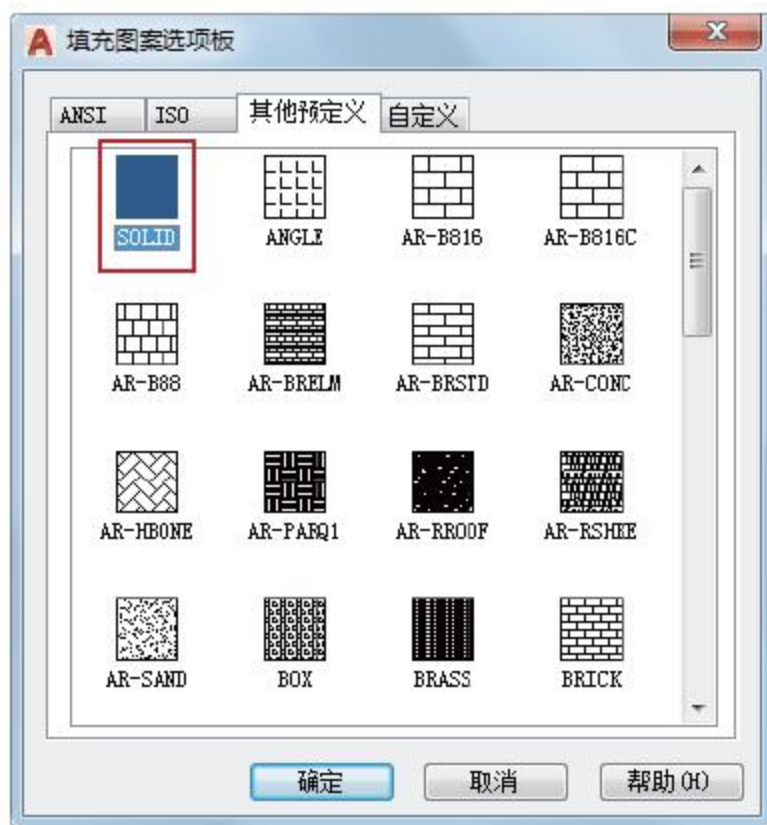 填充图案选项板
ANSI ISO 其他预定义 自定义
SOLID ANGLE AR-B816 AR-B816C
AR-B88 AR-BRELM AR-BRSTD AR-CONC
AR-HBONE AR-PARQ1 AR-RROOF AR-RSHKE
AR-SAND BOX BRASS BRICK
确定 取消 帮助(H)